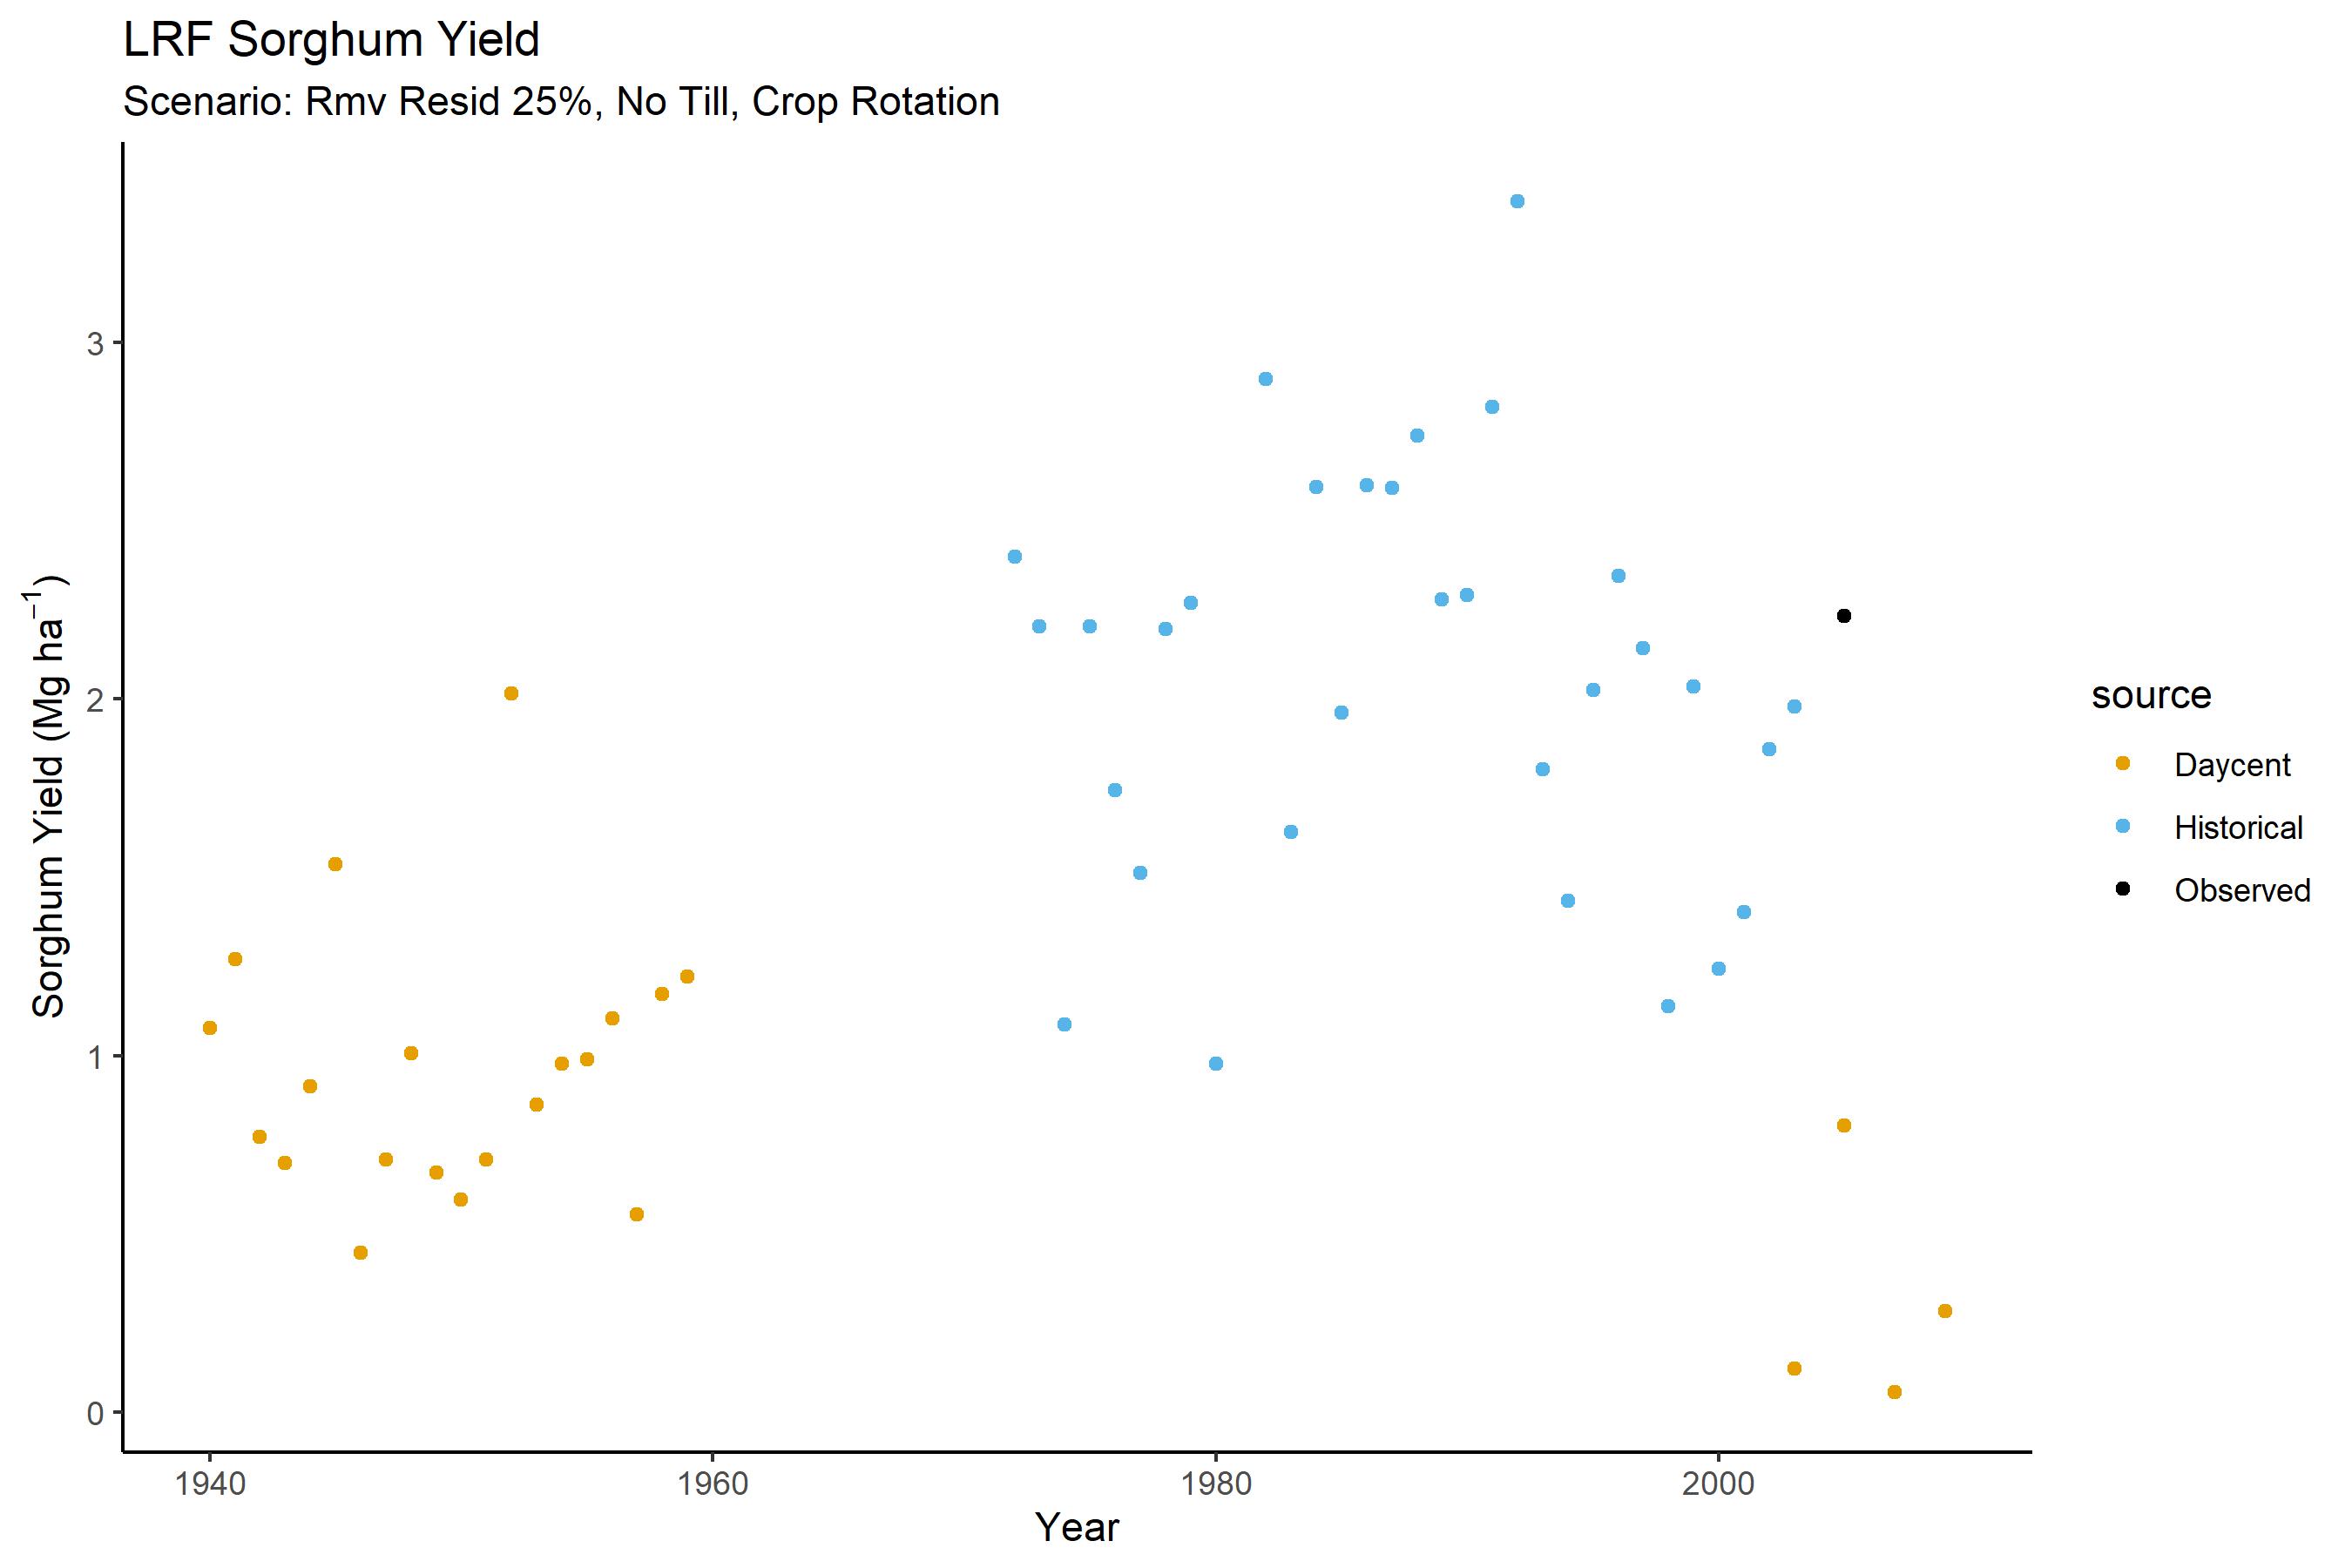 LRF Sorghum Yield
Scenario: Rmv Resid 25%, No Till, Crop Rotation
Sorghum Yield (Mg ha⁻¹)
3
2
1
0
1940 1960 1980 2000
Year
source
Daycent
Historical
Observed